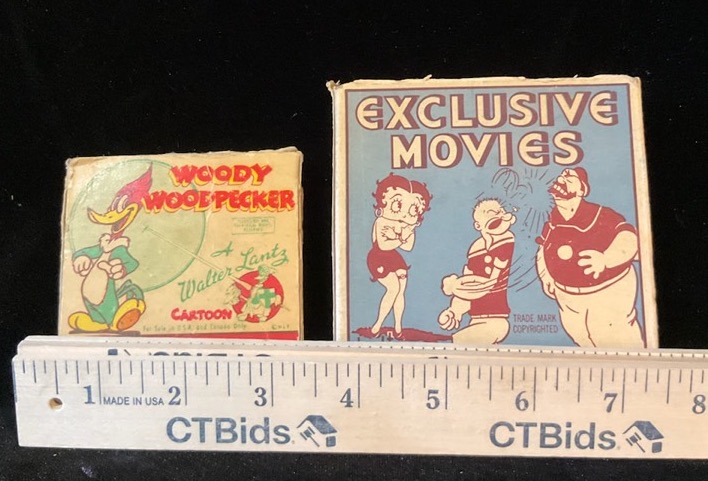 WOODY
WOODPECKER
A
Walter Lantz
CARTOON
For Sale in U.S.A. and Canada Only
EXCLUSIVE
MOVIES
TRADE MARK
COPYRIGHTED
1 MADE IN USA 2 3 4 5 6 7 8
CTBids CTBids